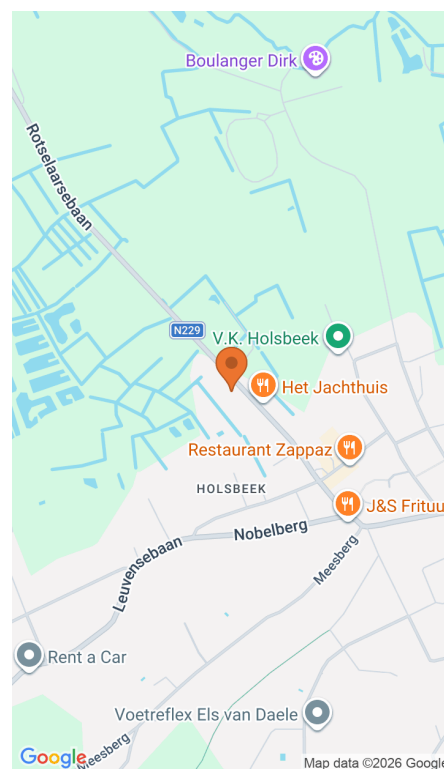 Boulanger Dirk
Rotselaarsebaan
N229
V.K. Holsbeek
Het Jachthuis
Restaurant Zappaz
HOLSBEEK
J&S Frituu
Nobelberg
Leuvensebaan
Meesberg
Rent a Car
Voetreflex Els van Daele
Meesberg
Google
Map data ©2026 Google